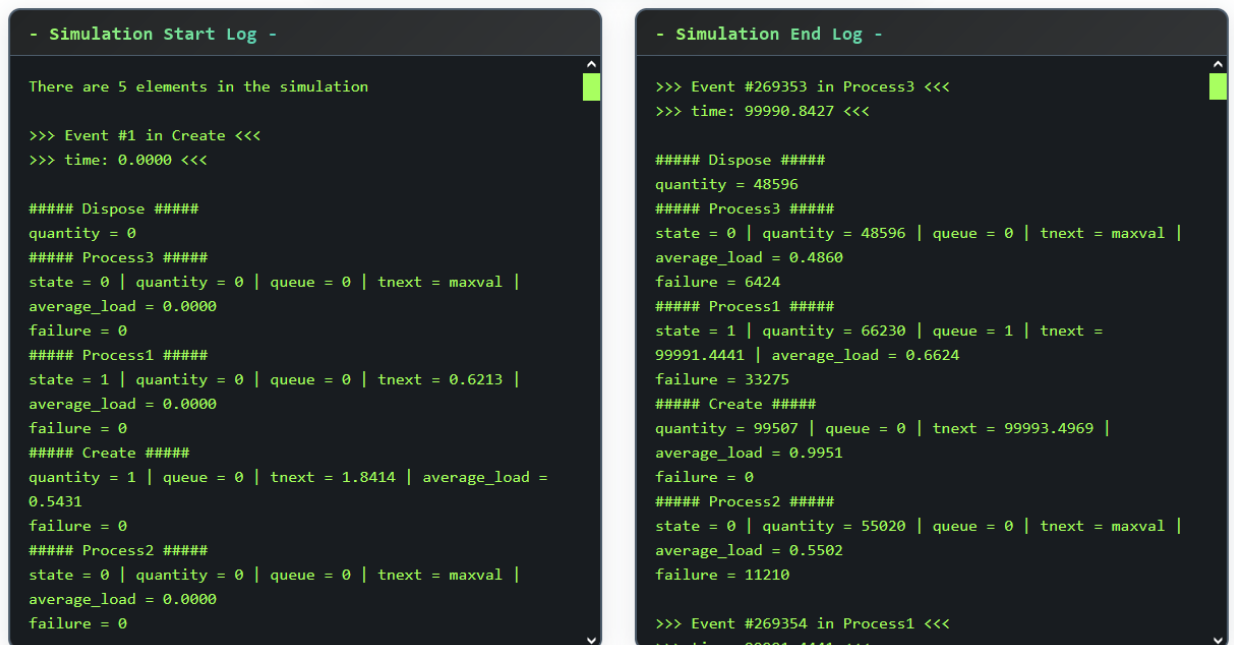 - Simulation Start Log -
There are 5 elements in the simulation
>>> Event #1 in Create <<<
>>> time: 0.0000 <<<
##### Dispose #####
quantity = 0
##### Process3 #####
state = 0 | quantity = 0 | queue = 0 | tnext = maxval |
average_load = 0.0000
failure = 0
##### Process1 #####
state = 1 | quantity = 0 | queue = 0 | tnext = 0.6213 |
average_load = 0.0000
failure = 0
##### Create #####
quantity = 1 | queue = 0 | tnext = 1.8414 | average_load =
0.5431
failure = 0
##### Process2 #####
state = 0 | quantity = 0 | queue = 0 | tnext = maxval |
average_load = 0.0000
failure = 0
- Simulation End Log -
>>> Event #269353 in Process3 <<<
>>> time: 99990.8427 <<<
##### Dispose #####
quantity = 48596
##### Process3 #####
state = 0 | quantity = 48596 | queue = 0 | tnext = maxval |
average_load = 0.4860
failure = 6424
##### Process1 #####
state = 1 | quantity = 66230 | queue = 1 | tnext =
99991.4441 | average_load = 0.6624
failure = 33275
##### Create #####
quantity = 99507 | queue = 0 | tnext = 99993.4969 |
average_load = 0.9951
failure = 0
##### Process2 #####
state = 0 | quantity = 55020 | queue = 0 | tnext = maxval |
average_load = 0.5502
failure = 11210
>>> Event #269354 in Process1 <<<